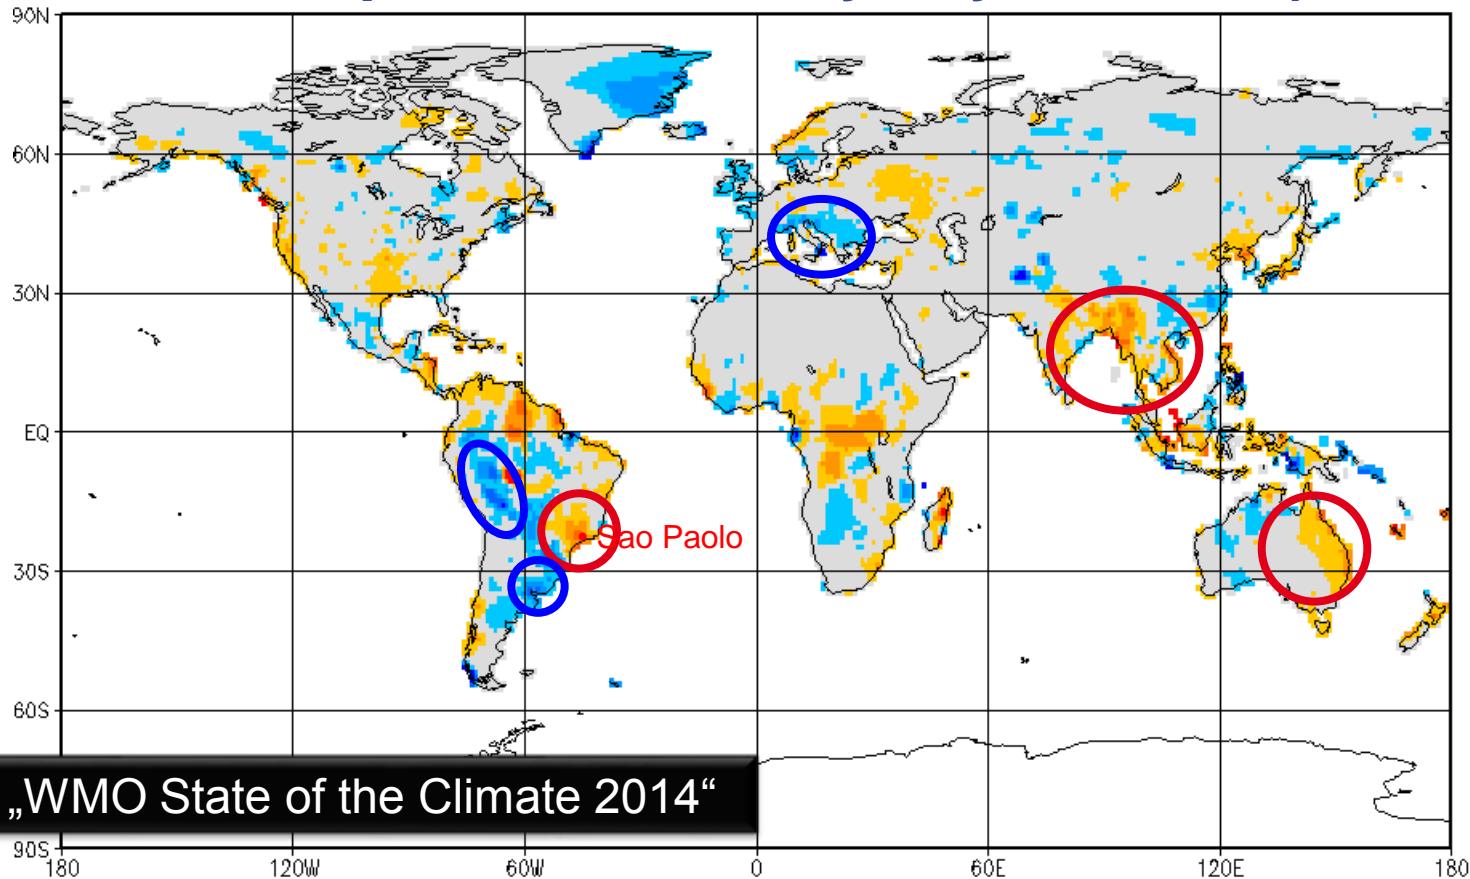 90N
60N
30N
EQ
Sao Paolo
30S
60S
„WMO State of the Climate 2014“
90S
180 120W 60W 0 60E 120E 180